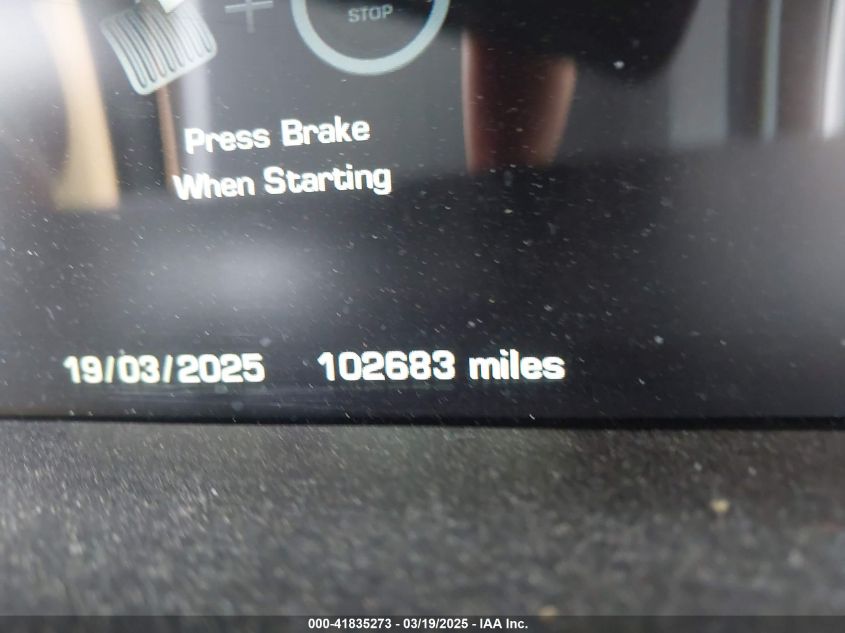 STOP
Press Brake
When Starting
19/03/2025 102683 miles
000-41835273 - 03/19/2025 - IAA Inc.